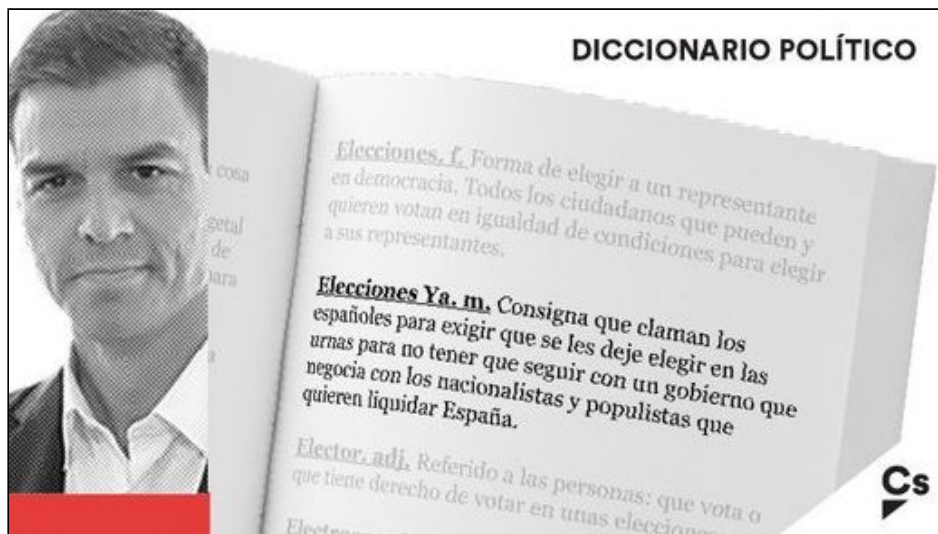 DICCIONARIO POLÍTICO
cosa
getal
de
para
a
Elecciones. f. Forma de elegir a un representante
en democracia. Todos los ciudadanos que pueden y
quieren votan en igualdad de condiciones para elegir
a sus representantes.
Elecciones Ya. m. Consigna que claman los
españoles para exigir que se les deje elegir en las
urnas para no tener que seguir con un gobierno que
negocia con los nacionalistas y populistas que
quieren liquidar España.
Elector. adj. Referido a las personas: que vota o
que tiene derecho de votar en unas elecciones
Cs